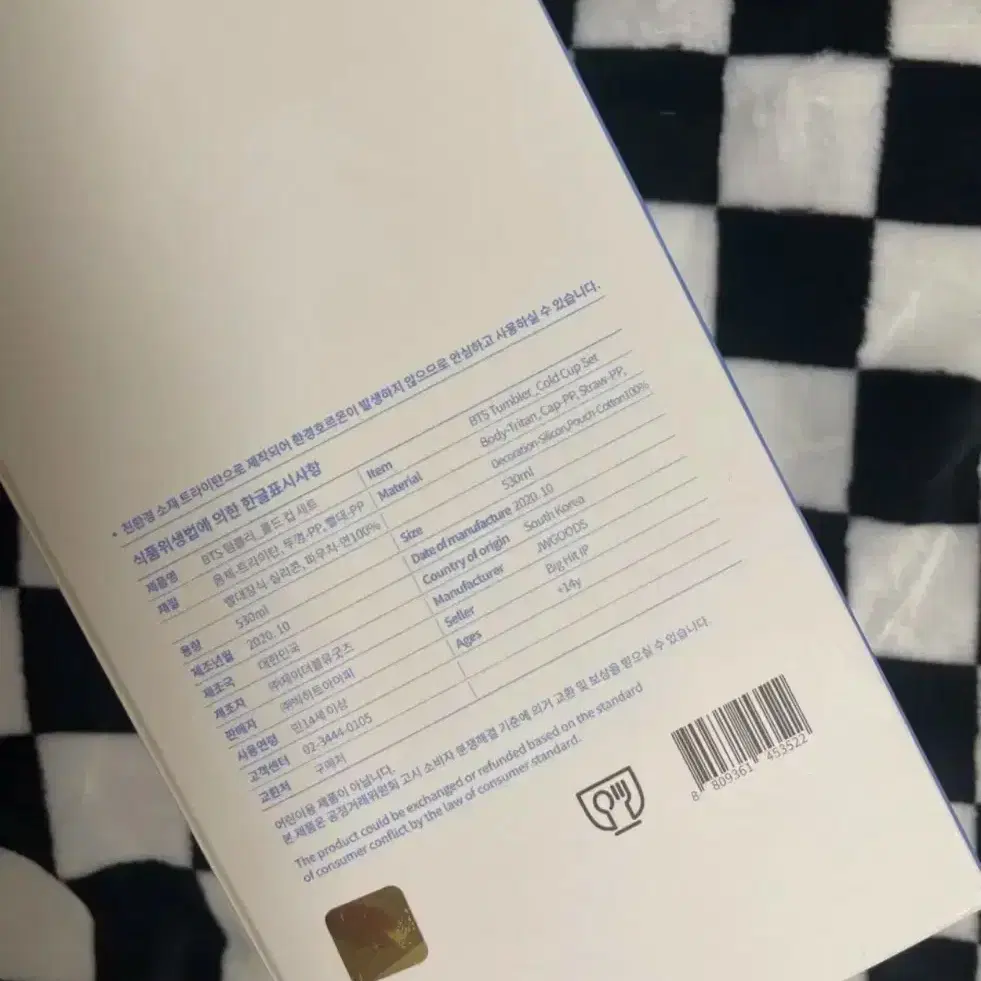 • 친환경 소재 트라이탄으로 제작되어 환경호르몬이 발생하지 않으므로 안심하고 사용하실 수 있습니다.
식품위생법에 의한 한글표시사항
제품명 BTS 텀블러_콜드 컵 세트
재질 몸체-트라이탄, 뚜껑-PP, 빨대-PP
빨대장식-실리콘, 파우치-면100%
용량 530ml
제조년월 2020. 10
제조국 대한민국
제조자 ㈜제이더블유굿즈
판매자 ㈜빅히트아이피
사용연령 만 14세 이상
고객센터 02-3444-0105
교환처 구매처
Item BTS Tumbler_Cold Cup Set
Material Body-Tritan, Cap-PP, Straw-PP,
Decoration-Silicon,Pouch-Cotton100%
Size 530ml
Date of manufacture 2020. 10
Country of origin South Korea
Manufacturer JWGOODS
Seller Big Hit IP
Ages +14y
어린이용 제품이 아닙니다.
본 제품은 공정거래위원회 고시 소비자 분쟁해결 기준에 의거 교환 및 보상을 받으실 수 있습니다.
The product could be exchanged or refunded based on the standard
of consumer conflict by the law of consumer standard.
8 809361 453522